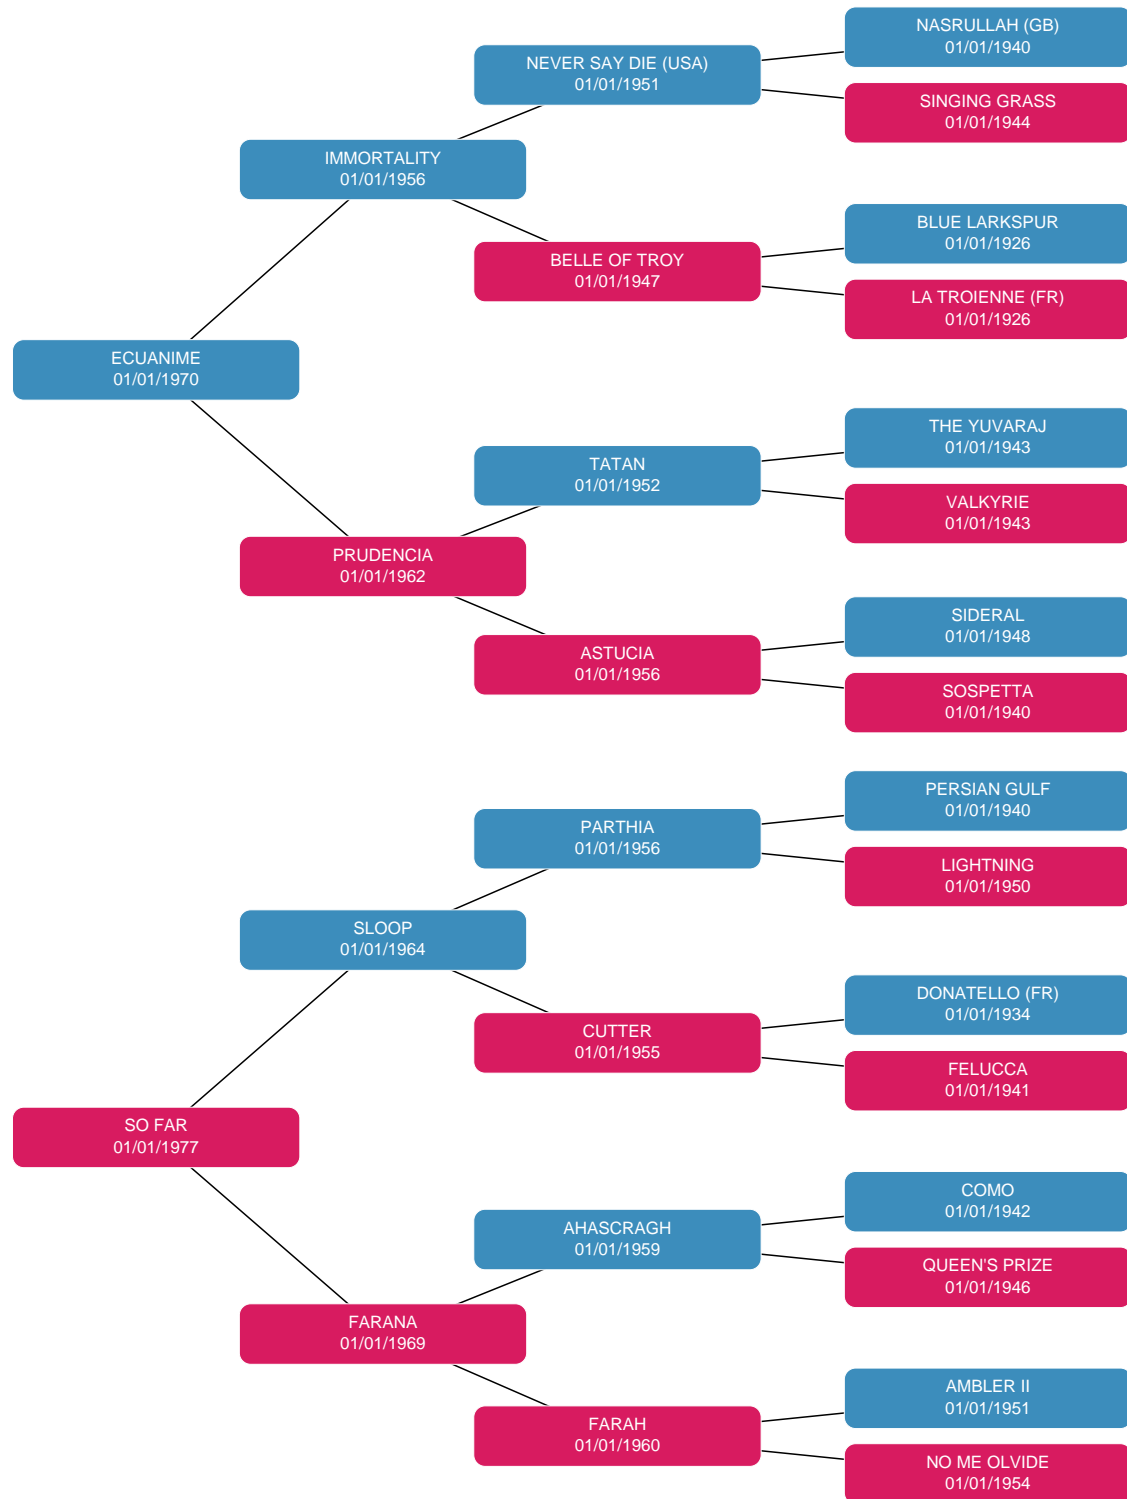 NASRULLAH (GB)
01/01/1940
NEVER SAY DIE (USA)
01/01/1951
SINGING GRASS
01/01/1944
IMMORTALITY
01/01/1956
BLUE LARKSPUR
01/01/1926
BELLE OF TROY
01/01/1947
LA TROIENNE (FR)
01/01/1926
ECUANIME
01/01/1970
THE YUVARAJ
01/01/1943
TATAN
01/01/1952
VALKYRIE
01/01/1943
PRUDENCIA
01/01/1962
SIDERAL
01/01/1948
ASTUCIA
01/01/1956
SOSPETTA
01/01/1940
PERSIAN GULF
01/01/1940
PARTHIA
01/01/1956
LIGHTNING
01/01/1950
SLOOP
01/01/1964
DONATELLO (FR)
01/01/1934
CUTTER
01/01/1955
FELUCCA
01/01/1941
SO FAR
01/01/1977
COMO
01/01/1942
AHASCRAGH
01/01/1959
QUEEN'S PRIZE
01/01/1946
FARANA
01/01/1969
AMBLER II
01/01/1951
FARAH
01/01/1960
NO ME OLVIDE
01/01/1954